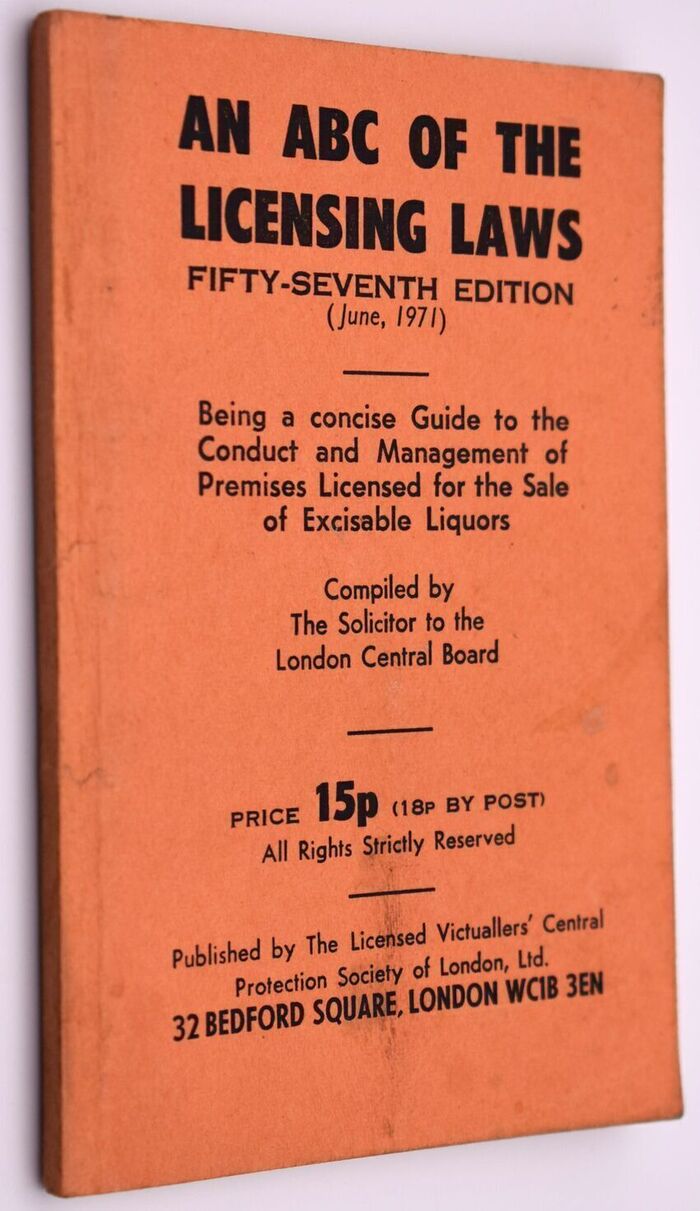 AN ABC OF THE
LICENSING LAWS
FIFTY-SEVENTH EDITION
(June, 1971)
Being a concise Guide to the
Conduct and Management of
Premises Licensed for the Sale
of Excisable Liquors
Compiled by
The Solicitor to the
London Central Board
PRICE 15p (18P BY POST)
All Rights Strictly Reserved
Published by The Licensed Victuallers' Central
Protection Society of London, Ltd.
32 BEDFORD SQUARE, LONDON WC1B 3EN